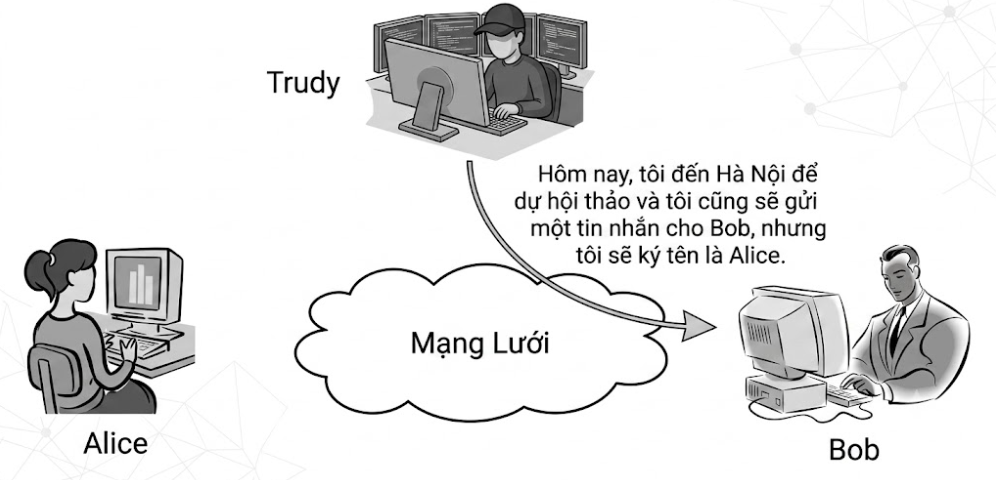 Trudy
Hôm nay, tôi đến Hà Nội để
dự hội thảo và tôi cũng sẽ gửi
một tin nhắn cho Bob, nhưng
tôi sẽ ký tên là Alice.
Mạng Lưới
Alice
Bob